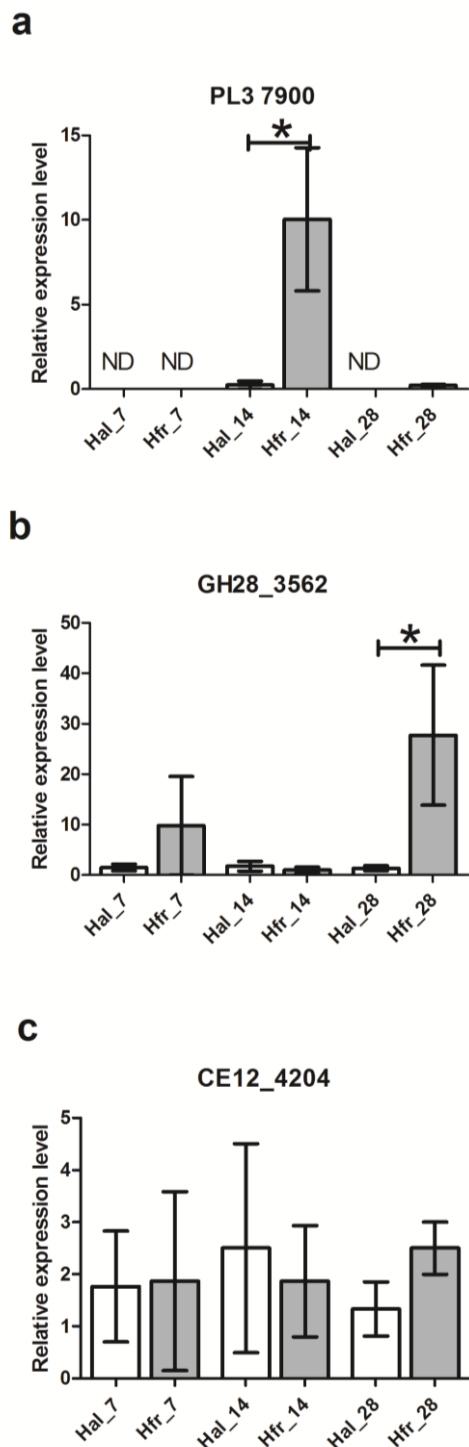 a
PL3 7900
Relative expression level
15
10
5
0
ND
ND
*
ND
Hal_7
Hfr_7
Hal_14
Hfr_14
Hal_28
Hfr_28
b
GH28_3562
Relative expression level
50
40
30
20
10
0
*
Hal_7
Hfr_7
Hal_14
Hfr_14
Hal_28
Hfr_28
c
CE12_4204
Relative expression level
5
4
3
2
1
0
Hal_7
Hfr_7
Hal_14
Hfr_14
Hal_28
Hfr_28